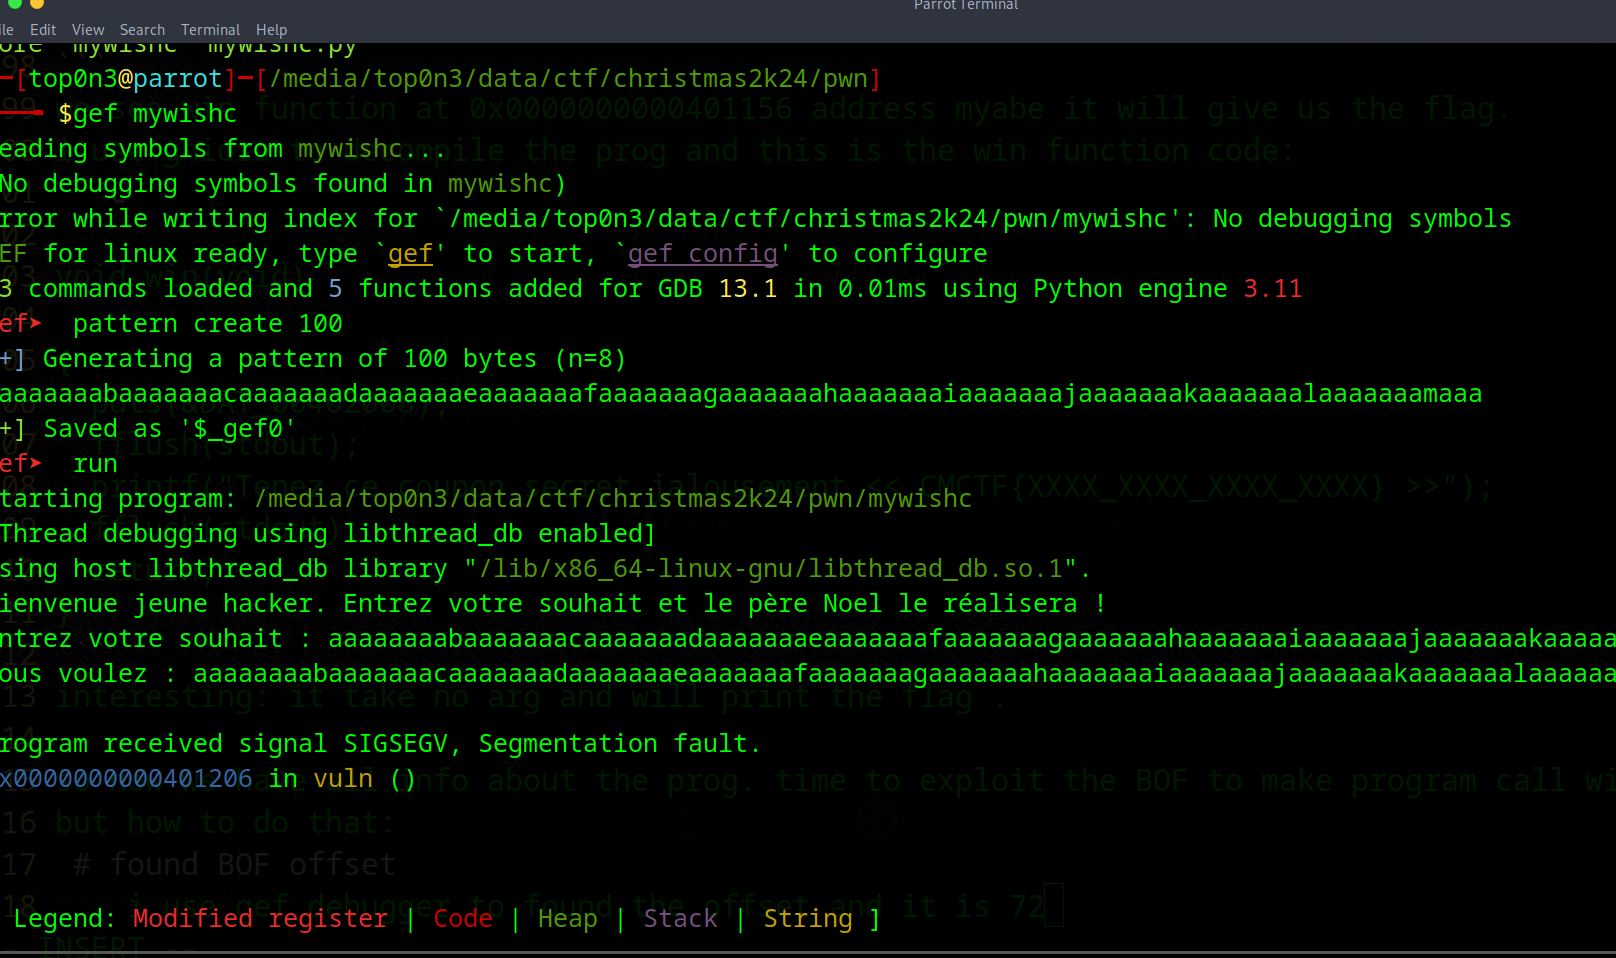 Parrot Terminal
ile Edit View Search Terminal Help
ore mywishc mywishc.py
[top0n3@parrot]─[/media/top0n3/data/ctf/christmas2k24/pwn]
$gef mywishc
eading symbols from mywishc...
No debugging symbols found in mywishc)
rror while writing index for `/media/top0n3/data/ctf/christmas2k24/pwn/mywishc': No debugging symbols
EF for linux ready, type `gef' to start, `gef config' to configure
3 commands loaded and 5 functions added for GDB 13.1 in 0.01ms using Python engine 3.11
ef➤ pattern create 100
+] Generating a pattern of 100 bytes (n=8)
aaaaaaabaaaaaaacaaaaaaadaaaaaaaeaaaaaaafaaaaaaagaaaaaaahaaaaaaaiaaaaaaajaaaaaaakaaaaaaalaaaaaaamaaa
+] Saved as '$_gef0'
ef➤ run
tarting program: /media/top0n3/data/ctf/christmas2k24/pwn/mywishc
Thread debugging using libthread_db enabled]
sing host libthread_db library "/lib/x86_64-linux-gnu/libthread_db.so.1".
ienvenue jeune hacker. Entrez votre souhait et le père Noel le réalisera !
ntrez votre souhait : aaaaaaaabaaaaaaacaaaaaaadaaaaaaaeaaaaaaafaaaaaaagaaaaaaahaaaaaaaiaaaaaaajaaaaaaakaaaaa
ous voulez : aaaaaaaabaaaaaaacaaaaaaadaaaaaaaeaaaaaaafaaaaaaagaaaaaaahaaaaaaaiaaaaaaajaaaaaaakaaaaaaalaaaaaa
rogram received signal SIGSEGV, Segmentation fault.
x0000000000401206 in vuln ()
16 but how to do that:
17 # found BOF offset
Legend: Modified register | Code | Heap | Stack | String ]